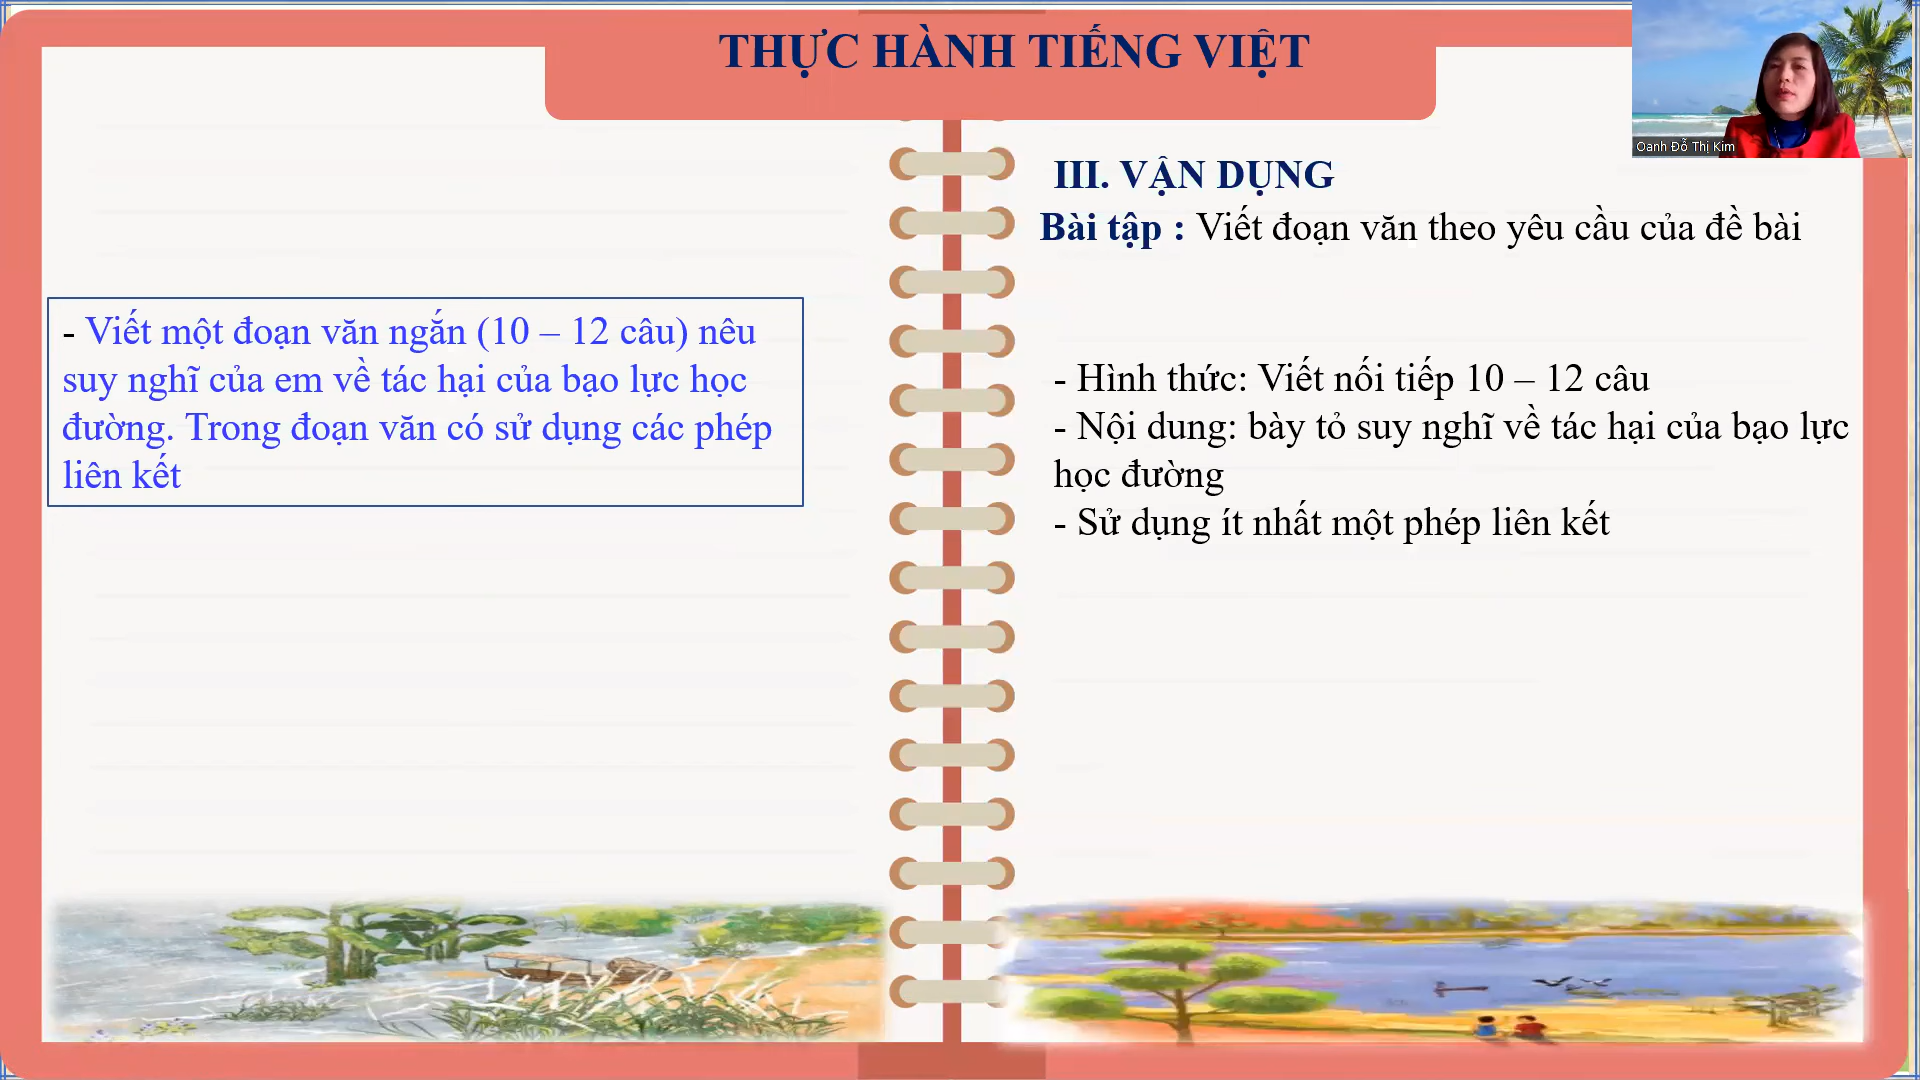 THỰC HÀNH TIẾNG VIỆT
Oanh Đỗ Thị Kim
- Viết một đoạn văn ngắn (10 – 12 câu) nêu
suy nghĩ của em về tác hại của bạo lực học
đường. Trong đoạn văn có sử dụng các phép
liên kết
III. VẬN DỤNG
Bài tập : Viết đoạn văn theo yêu cầu của đề bài
- Hình thức: Viết nối tiếp 10 – 12 câu
- Nội dung: bày tỏ suy nghĩ về tác hại của bạo lực
học đường
- Sử dụng ít nhất một phép liên kết